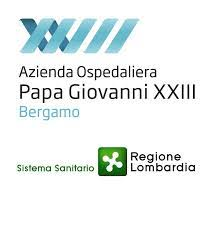 XXIII
Azienda Ospedaliera
Papa Giovanni XXIII
Bergamo
Sistema Sanitario
Regione
Lombardia